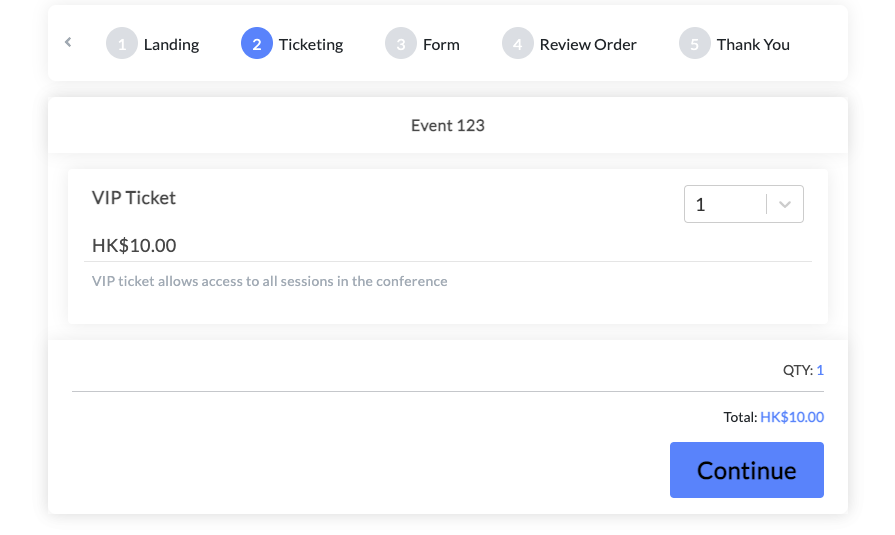 1 Landing 2 Ticketing 3 Form 4 Review Order 5 Thank You
Event 123
VIP Ticket 1
HK$10.00
VIP ticket allows access to all sessions in the conference
QTY: 1
Total: HK$10.00
Continue